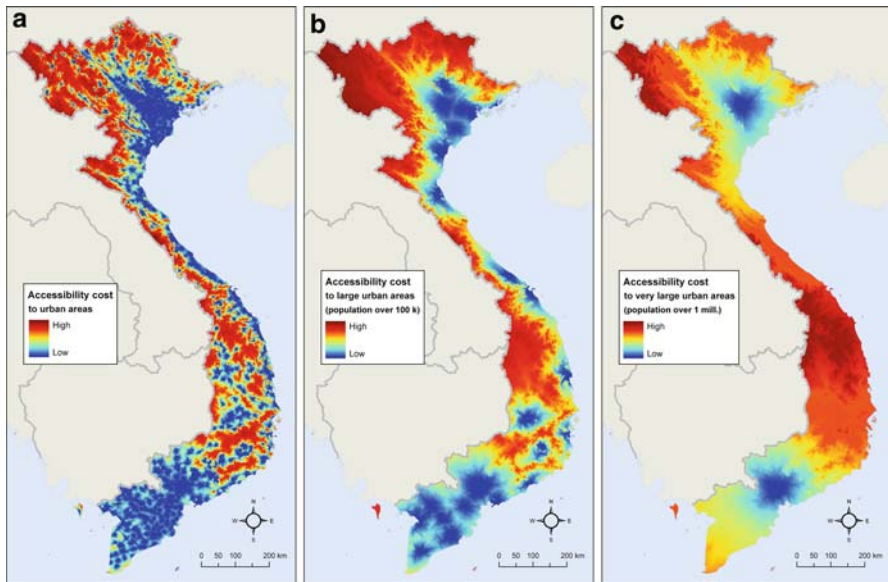 a
Accessibility cost
to urban areas
High
Low
N
W E
S
0 50 100 200 km
b
Accessibility cost
to large urban areas
(population over 100 k)
High
Low
N
W E
S
0 50 100 200 km
c
Accessibility cost
to very large urban areas
(population over 1 mill.)
High
Low
N
W E
S
0 50 100 200 km